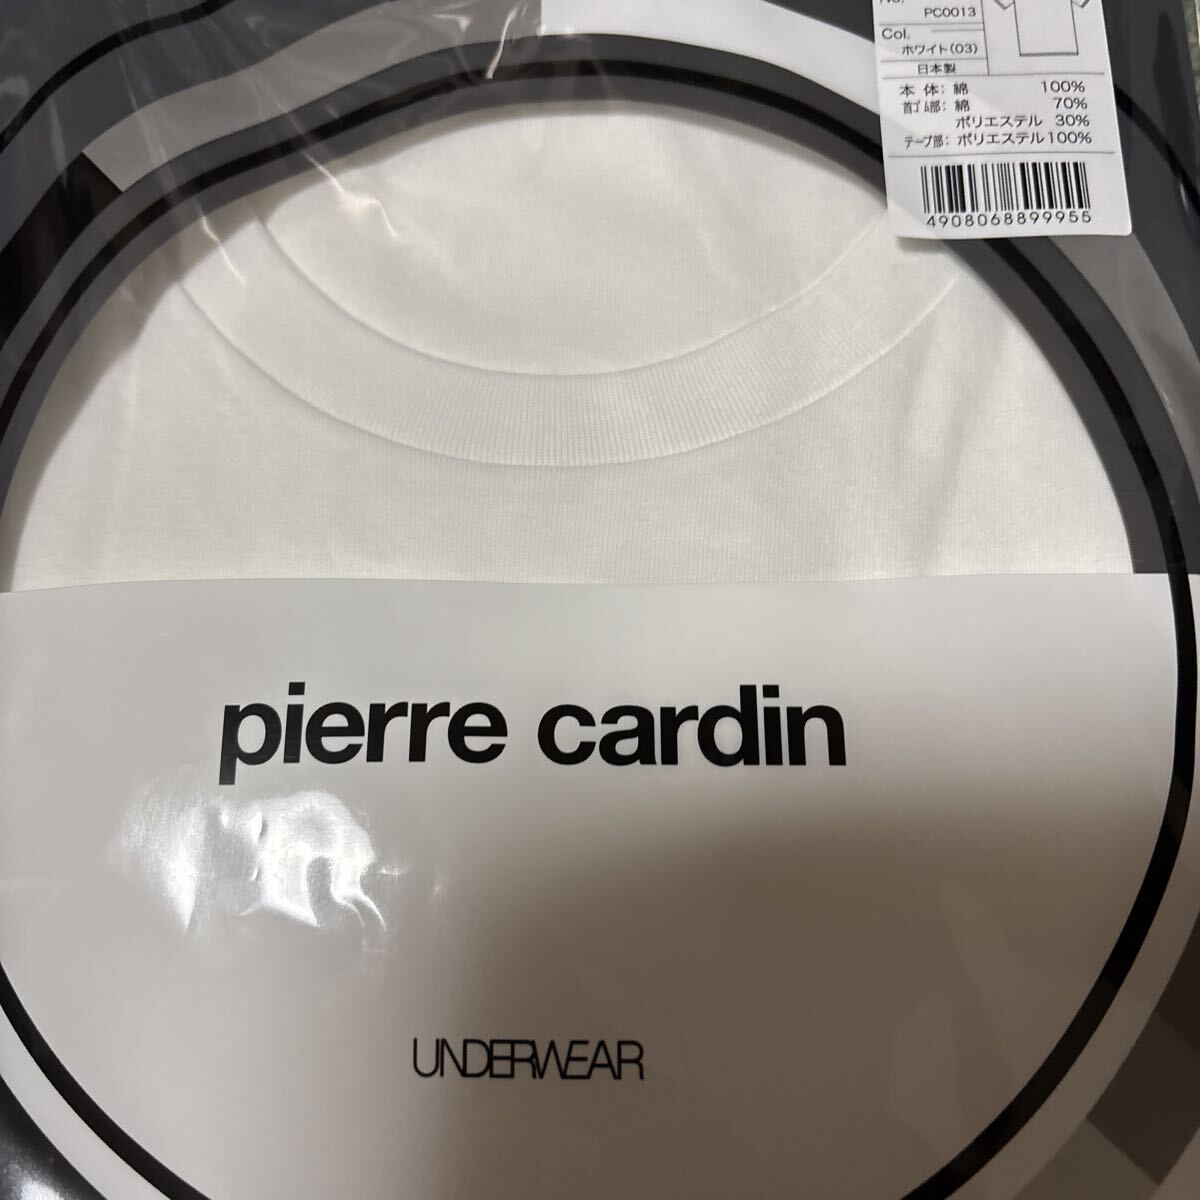 No.
PC0013
Col.
ホワイト(03)
日本製
本 体: 綿 100%
首ゴム部: 綿 70%
ポリエステル 30%
テープ部: ポリエステル100%
4908068899955
pierre cardin
UNDERWEAR